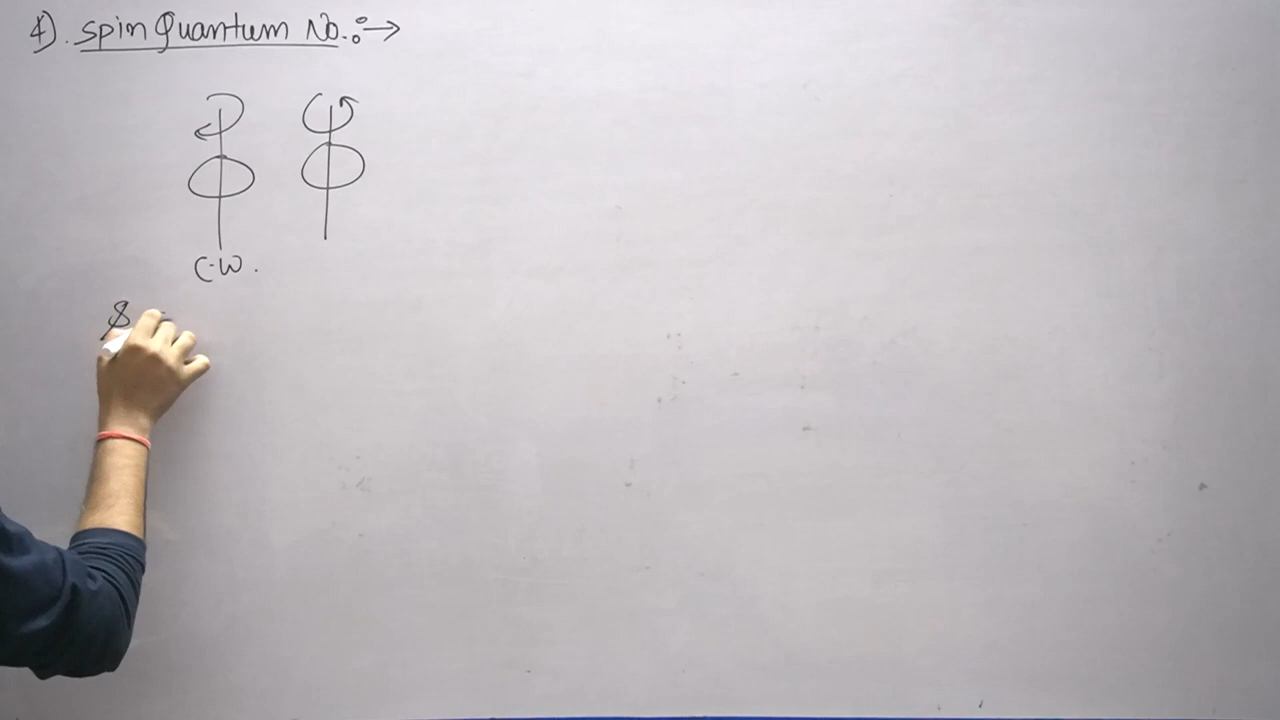 4). Spin Quantum No. :→
C.W.
S